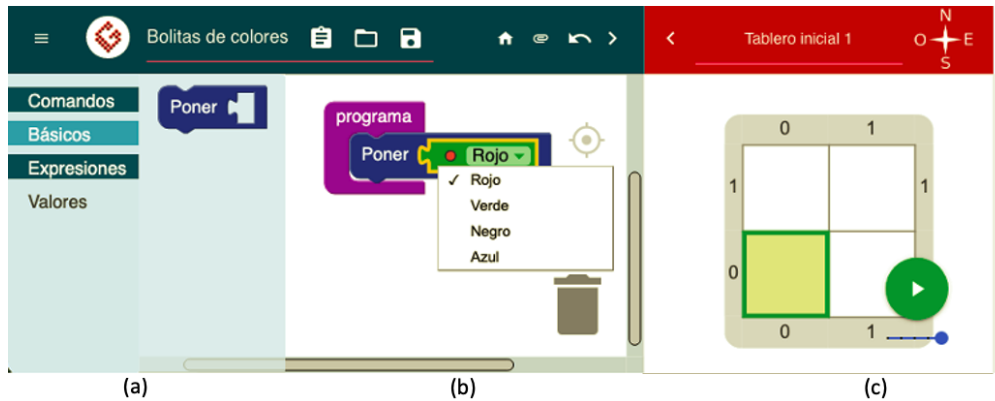 Bolitas de colores
Tablero inicial 1
N
O
E
S
Comandos
Básicos
Expresiones
Valores
Poner
programa
Poner
Rojo
✓ Rojo
Verde
Negro
Azul
0 1
1 1
0
0 1
(a)
(b)
(c)